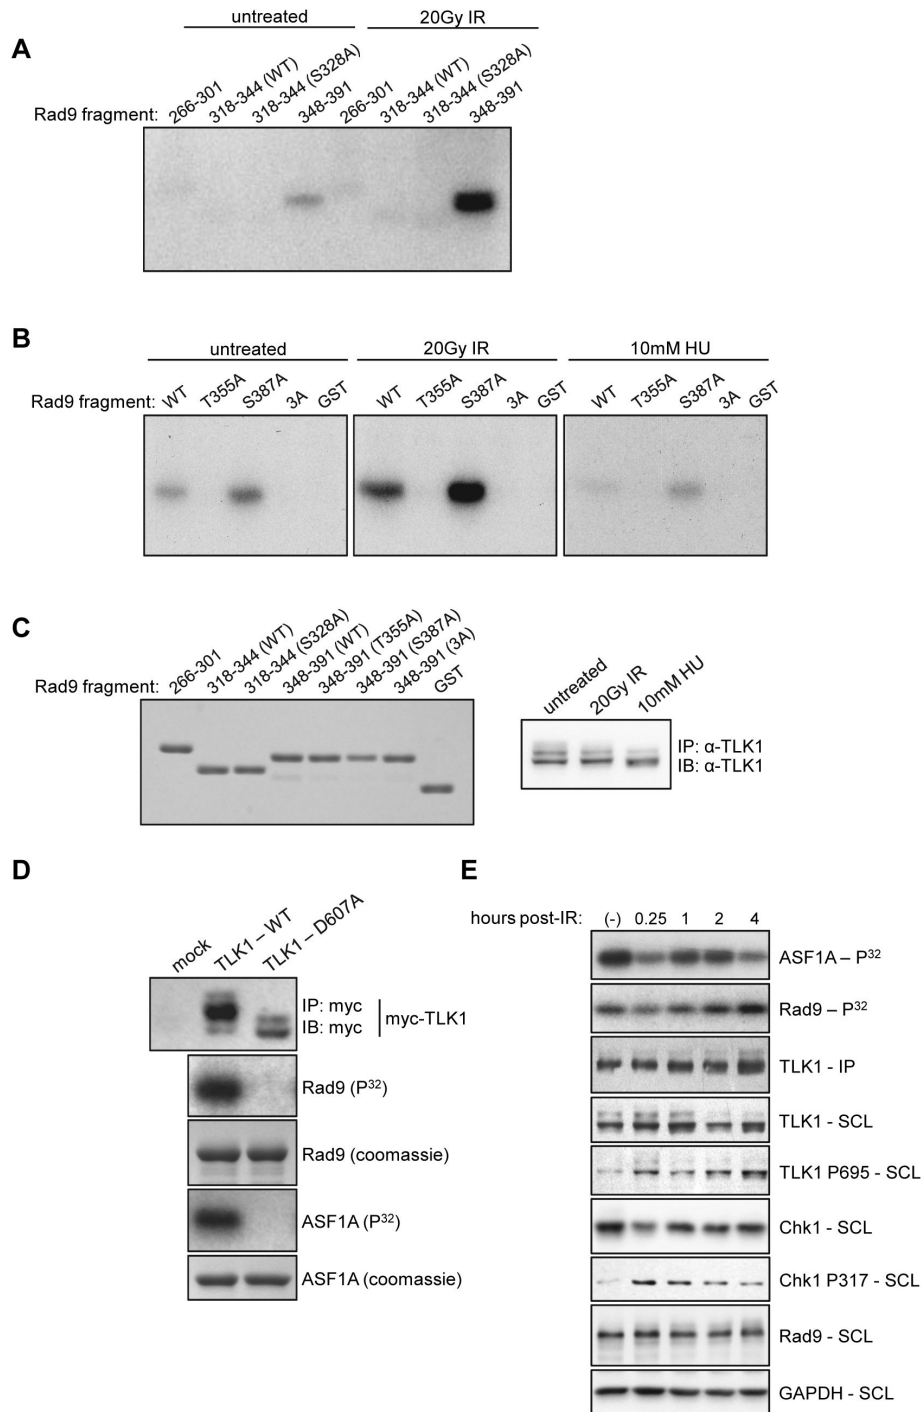 untreated 20Gy IR
A
Rad9 fragment: 266-301 318-344 (WT) 318-344 (S328A) 348-391 266-301 318-344 (WT) 318-344 (S328A) 348-391
B
untreated 20Gy IR 10mM HU
Rad9 fragment: WT T355A S387A 3A GST WT T355A S387A 3A GST WT T355A S387A 3A GST
C
Rad9 fragment: 266-301 318-344 (WT) 318-344 (S328A) 348-391 (WT) 348-391 (T355A) 348-391 (S387A) 348-391 (3A) GST
untreated 20Gy IR 10mM HU
IP: α-TLK1
IB: α-TLK1
D
mock TLK1 – WT TLK1 – D607A
IP: myc
IB: myc
myc-TLK1
Rad9 (P32)
Rad9 (coomassie)
ASF1A (P32)
ASF1A (coomassie)
E
hours post-IR: (-) 0.25 1 2 4
ASF1A – P32
Rad9 – P32
TLK1 - IP
TLK1 - SCL
TLK1 P695 - SCL
Chk1 - SCL
Chk1 P317 - SCL
Rad9 - SCL
GAPDH - SCL